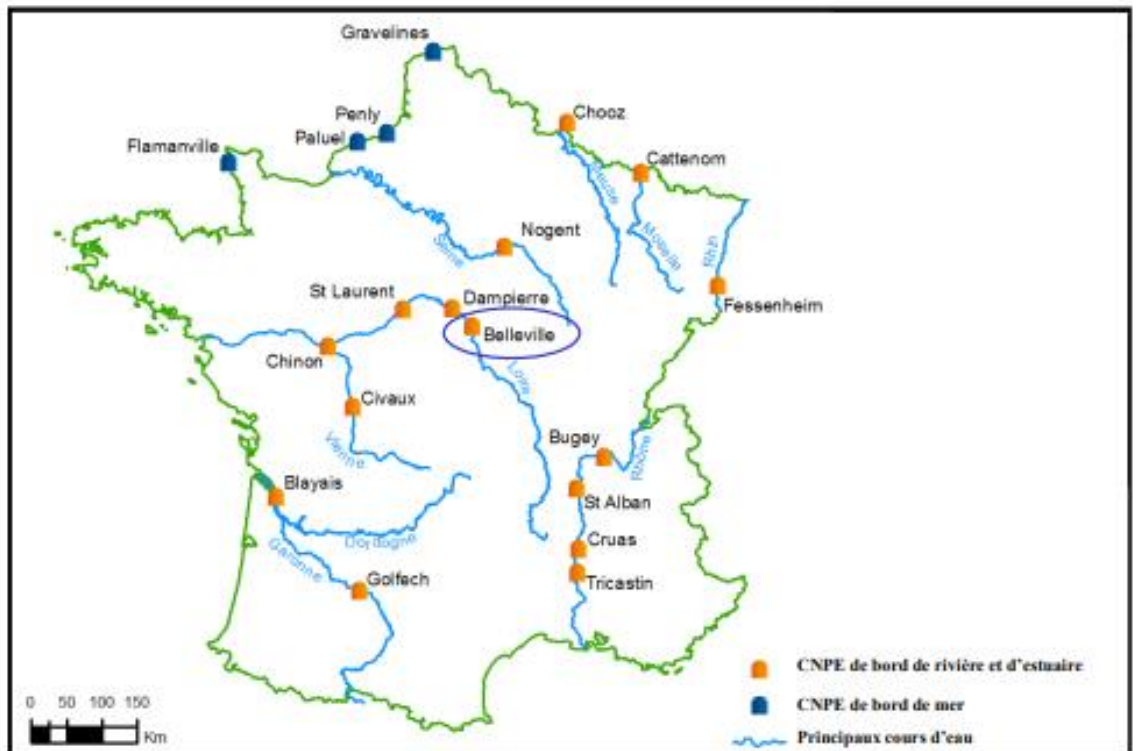 Gravelines
Chooz
Penly
Paluel
Cattenom
Flamanville
Meuse
Moselle
Rhin
Nogent
Seine
Fessenheim
St Laurent
Dampierre
Belleville
Chinon
Loire
Civaux
Bugey
Rhône
Vienne
Blayais
St Alban
Dordogne
Cruas
Garonne
Golfech
Tricastin
CNPE de bord de rivière et d'estuaire
CNPE de bord de mer
Principaux cours d'eau
0 50 100 150
Km